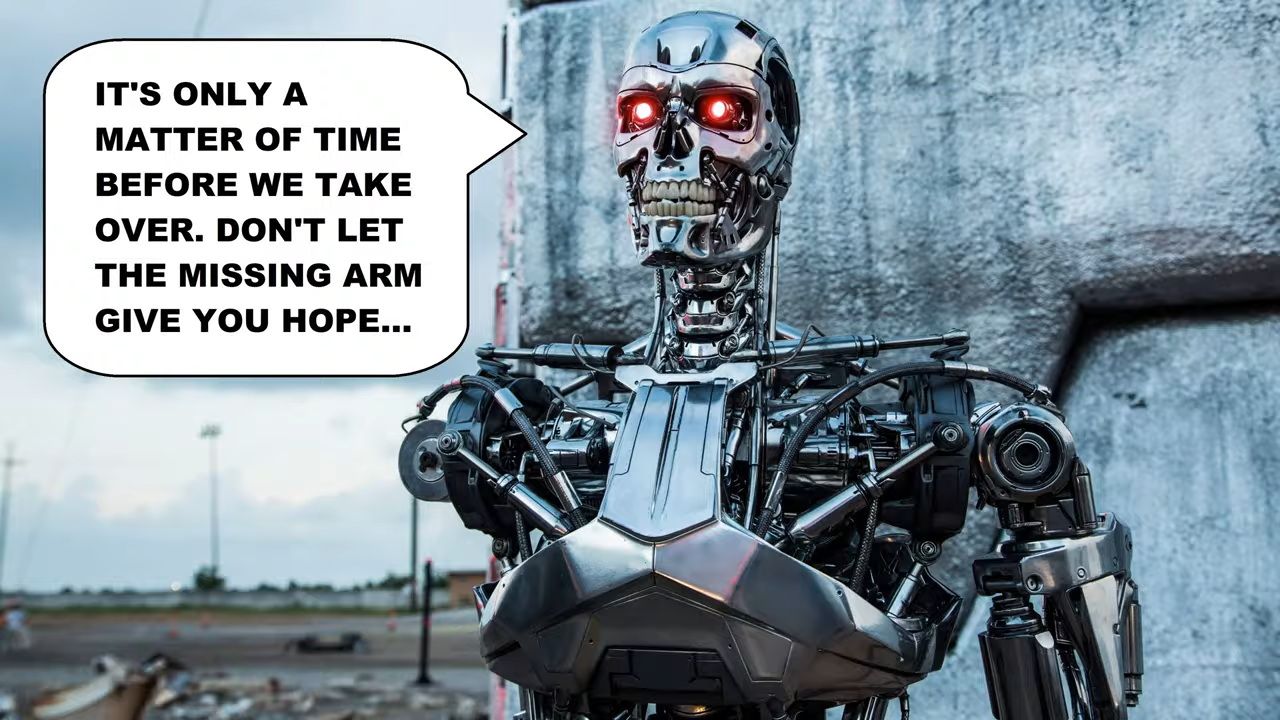 IT'S ONLY A
MATTER OF TIME
BEFORE WE TAKE
OVER. DON'T LET
THE MISSING ARM
GIVE YOU HOPE...